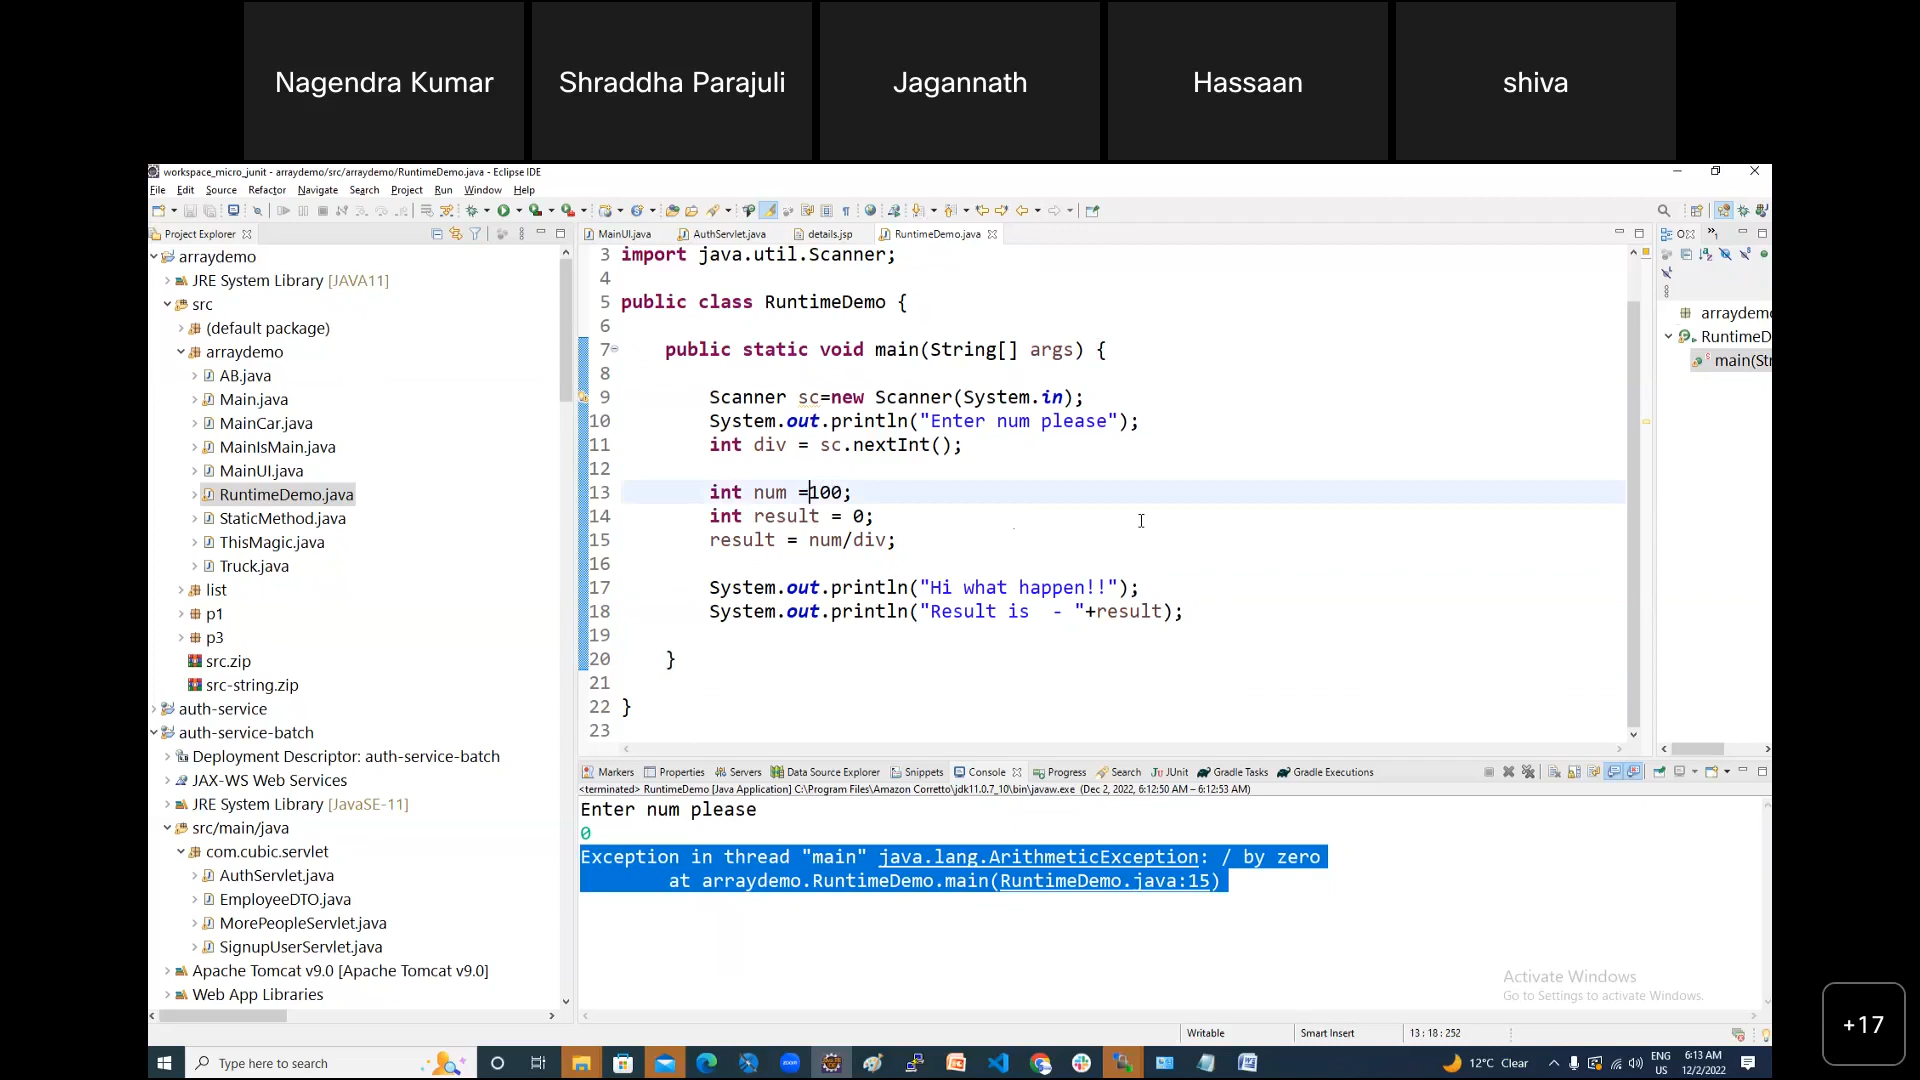 Nagendra Kumar
Shraddha Parajuli
Jagannath
Hassaan
shiva
workspace_micro_junit - arraydemo/src/arraydemo/RuntimeDemo.java - Eclipse IDE
File Edit Source Refactor Navigate Search Project Run Window Help
Project Explorer
arraydemo
JRE System Library [JAVA11]
src
(default package)
arraydemo
AB.java
Main.java
MainCar.java
MainIsMain.java
MainUI.java
RuntimeDemo.java
StaticMethod.java
ThisMagic.java
Truck.java
list
p1
p3
src.zip
src-string.zip
auth-service
auth-service-batch
Deployment Descriptor: auth-service-batch
JAX-WS Web Services
JRE System Library [JavaSE-11]
src/main/java
com.cubic.servlet
AuthServlet.java
EmployeeDTO.java
MorePeopleServlet.java
SignupUserServlet.java
Apache Tomcat v9.0 [Apache Tomcat v9.0]
Web App Libraries
MainUI.java AuthServlet.java details.jsp RuntimeDemo.java
3 import java.util.Scanner;
4
5 public class RuntimeDemo {
6
7 public static void main(String[] args) {
8
9 Scanner sc=new Scanner(System.in);
10 System.out.println("Enter num please");
11 int div = sc.nextInt();
12
13 int num =100;
14 int result = 0;
15 result = num/div;
16
17 System.out.println("Hi what happen!!");
18 System.out.println("Result is  - "+result);
19
20 }
21
22 }
23
arraydemo
RuntimeD
main(Str
Markers Properties Servers Data Source Explorer Snippets Console Progress Search JUnit Gradle Tasks Gradle Executions
<terminated> RuntimeDemo [Java Application] C:\Program Files\Amazon Corretto\jdk11.0.7_10\bin\javaw.exe (Dec 2, 2022, 6:12:50 AM – 6:12:53 AM)
Enter num please
0
Exception in thread "main" java.lang.ArithmeticException: / by zero
at arraydemo.RuntimeDemo.main(RuntimeDemo.java:15)
Activate Windows
Go to Settings to activate Windows.
Writable Smart Insert 13 : 18 : 252
+17
Type here to search
12°C Clear
ENG
US
6:13 AM
12/2/2022